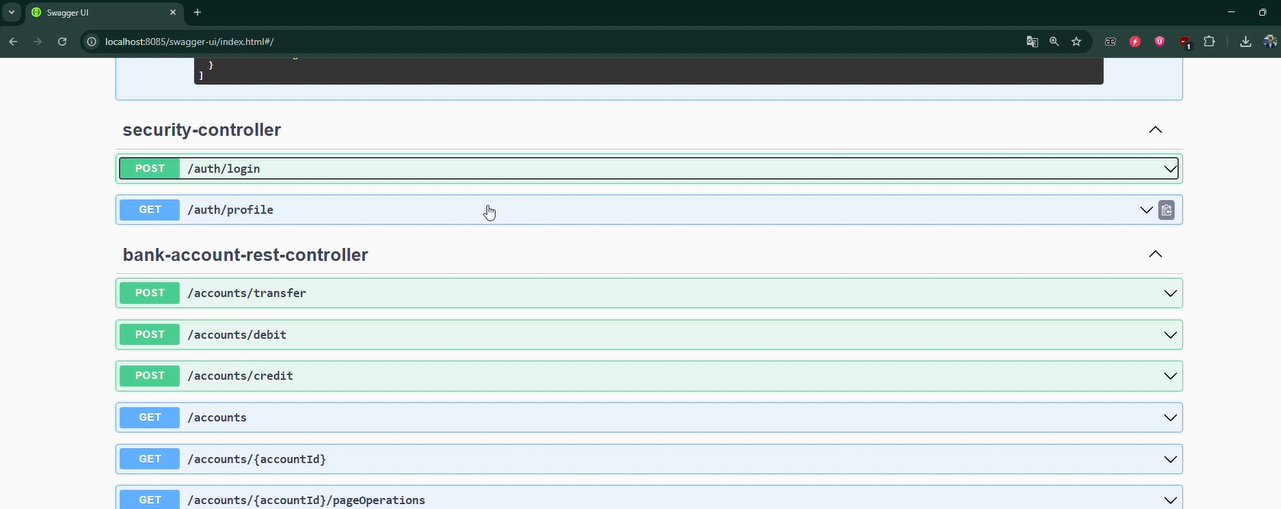 Swagger UI
localhost:8085/swagger-ui/index.html#/
1
}
]
security-controller
POST /auth/login
GET /auth/profile
bank-account-rest-controller
POST /accounts/transfer
POST /accounts/debit
POST /accounts/credit
GET /accounts
GET /accounts/{accountId}
GET /accounts/{accountId}/pageOperations